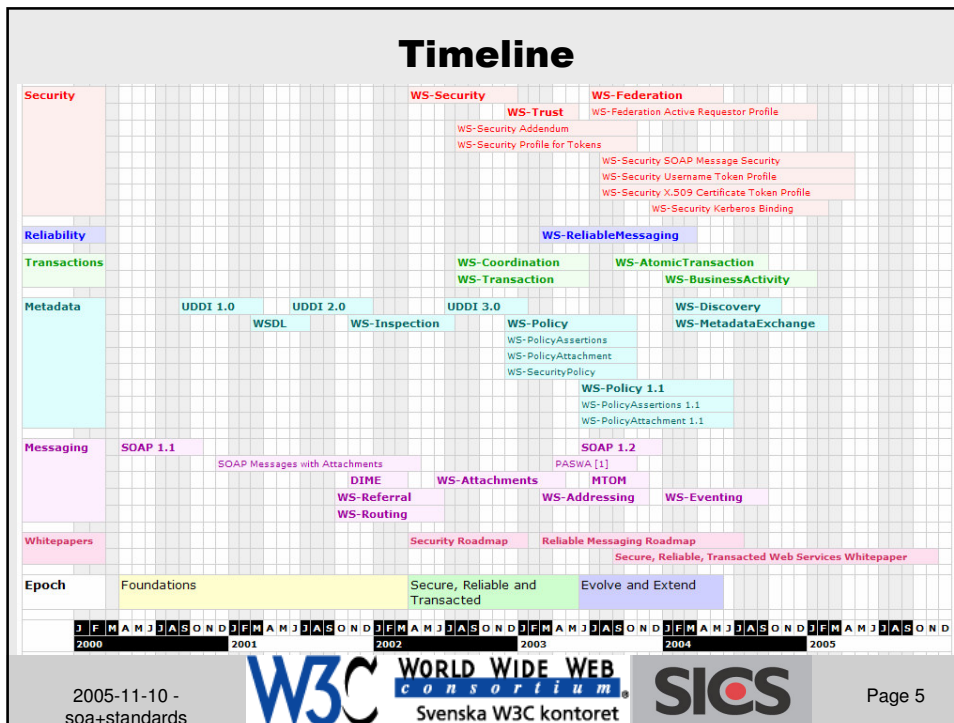 Timeline
Security
WS-Security
WS-Federation
WS-Trust
WS-Federation Active Requestor Profile
WS-Security Addendum
WS-Security Profile for Tokens
WS-Security SOAP Message Security
WS-Security Username Token Profile
WS-Security X.509 Certificate Token Profile
WS-Security Kerberos Binding
Reliability
WS-ReliableMessaging
Transactions
WS-Coordination
WS-AtomicTransaction
WS-Transaction
WS-BusinessActivity
Metadata
UDDI 1.0
UDDI 2.0
UDDI 3.0
WS-Discovery
WSDL
WS-Inspection
WS-Policy
WS-MetadataExchange
WS-PolicyAssertions
WS-PolicyAttachment
WS-SecurityPolicy
WS-Policy 1.1
WS-PolicyAssertions 1.1
WS-PolicyAttachment 1.1
Messaging
SOAP 1.1
SOAP 1.2
SOAP Messages with Attachments
PASWA [1]
DIME
WS-Attachments
MTOM
WS-Referral
WS-Addressing
WS-Eventing
WS-Routing
Whitepapers
Security Roadmap
Reliable Messaging Roadmap
Secure, Reliable, Transacted Web Services Whitepaper
Epoch
Foundations
Secure, Reliable and
Transacted
Evolve and Extend
J F M A M J J A S O N D J F M A M J J A S O N D J F M A M J J A S O N D J F M A M J J A S O N D J F M A M J J A S O N D J F M A M J J A S O N D
2000 2001 2002 2003 2004 2005
2005-11-10 -
soa+standards
W3C
WORLD WIDE WEB
consortium®
Svenska W3C kontoret
SICS
Page 5